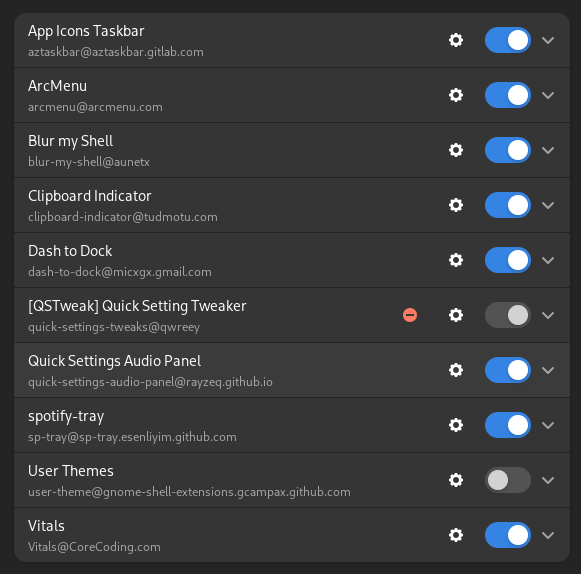 App Icons Taskbar
aztaskbar@aztaskbar.gitlab.com
ArcMenu
arcmenu@arcmenu.com
Blur my Shell
blur-my-shell@aunetx
Clipboard Indicator
clipboard-indicator@tudmotu.com
Dash to Dock
dash-to-dock@micxgx.gmail.com
[QSTweak] Quick Setting Tweaker
quick-settings-tweaks@qwreey
Quick Settings Audio Panel
quick-settings-audio-panel@rayzeq.github.io
spotify-tray
sp-tray@sp-tray.esenliyim.github.com
User Themes
user-theme@gnome-shell-extensions.gcampax.github.com
Vitals
Vitals@CoreCoding.com